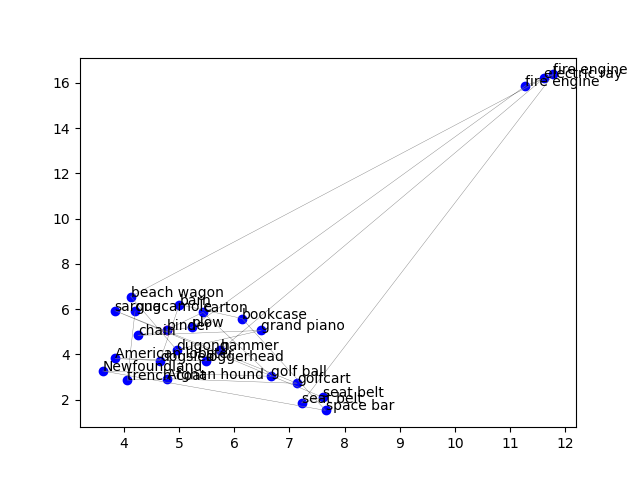 fire engine
electric ray
fire engine
16
14
12
10
8
beach wagon
barn
sarong
guacamole
carton
6
bookcase
binder
plow
grand piano
chain
dugong
hammer
4
American lobster
dogsled
loggerhead
Newfoundland
trench coat
Afghan hound
golf ball
golfcart
seat belt
seat belt
space bar
2
4
5
6
7
8
9
10
11
12